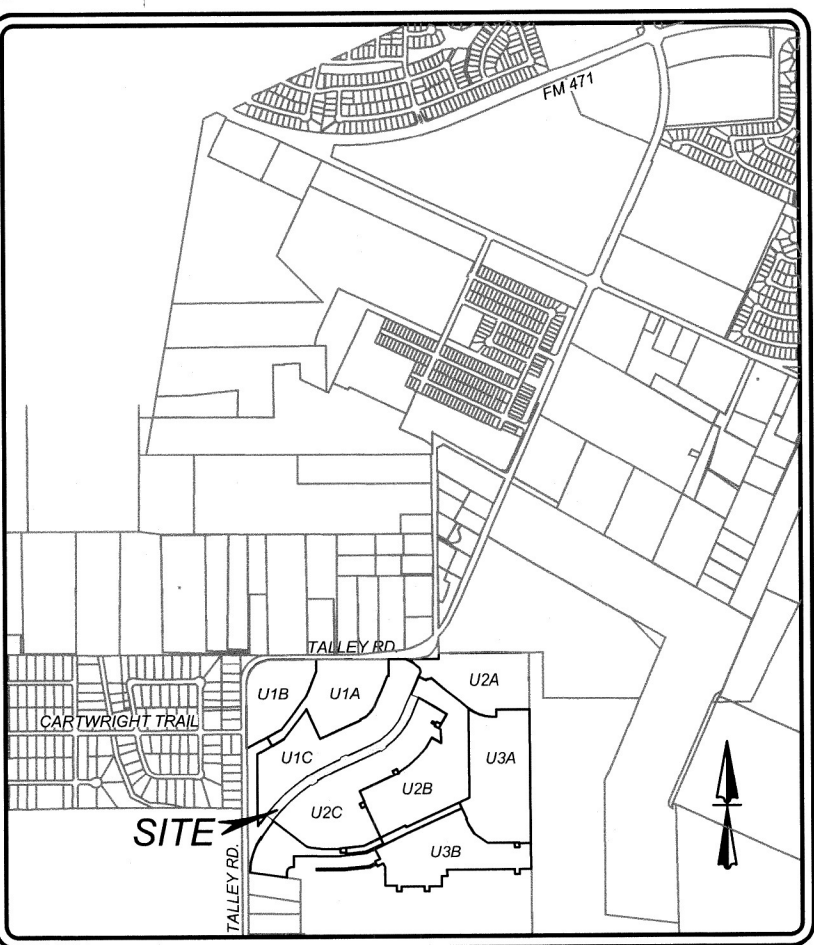 FM 471
TALLEY RD.
U2A
U1B
U1A
CARTWRIGHT TRAIL
U1C
U3A
U2B
U2C
SITE
U3B
TALLEY RD.